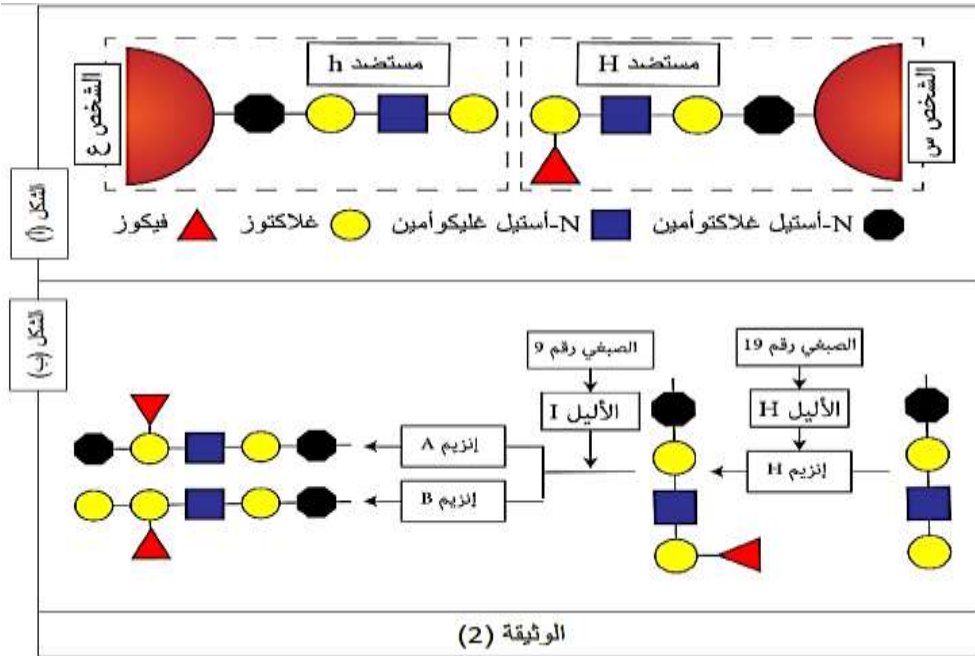 الشكل (أ)
الشخص س
مستضد H
مستضد h
الشخص ع
N-أستيل غلاكتوأمين
N-أستيل غليكوأمين
غلاكتوز
فيكوز
الشكل (ب)
الصبغي رقم 19
الأليل H
إنزيم H
الصبغي رقم 9
الأليل I
إنزيم A
إنزيم B
الوثيقة (2)